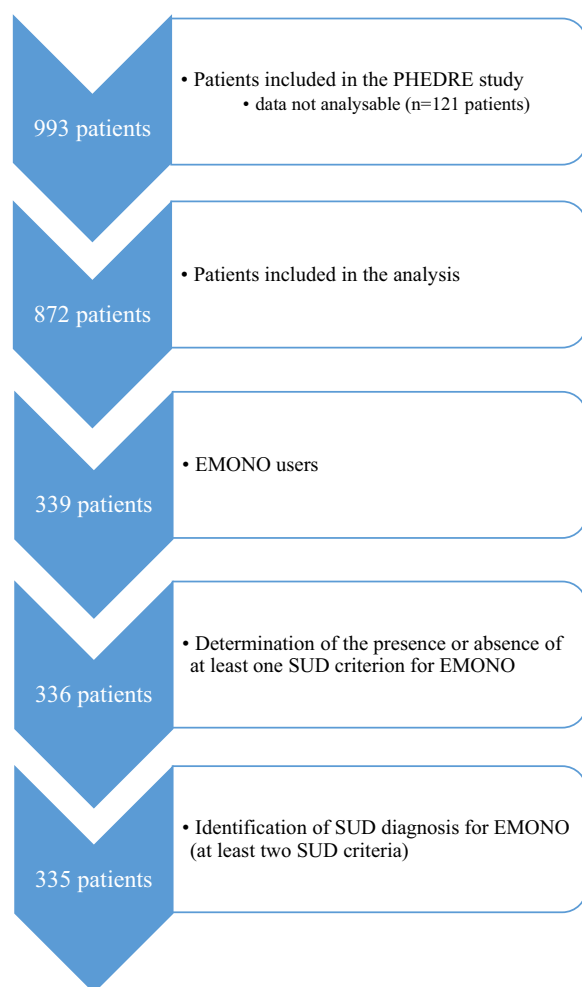 993 patients
• Patients included in the PHEDRE study
• data not analysable (n=121 patients)
872 patients
• Patients included in the analysis
339 patients
• EMONO users
336 patients
• Determination of the presence or absence of
at least one SUD criterion for EMONO
335 patients
• Identification of SUD diagnosis for EMONO
(at least two SUD criteria)